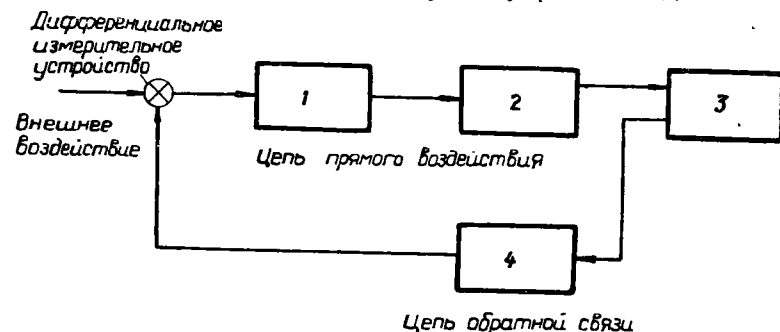 Дифференциальное
измерительное
устройство
Внешнее
воздействие
1
2
3
Цепь прямого воздействия
4
Цепь обратной связи